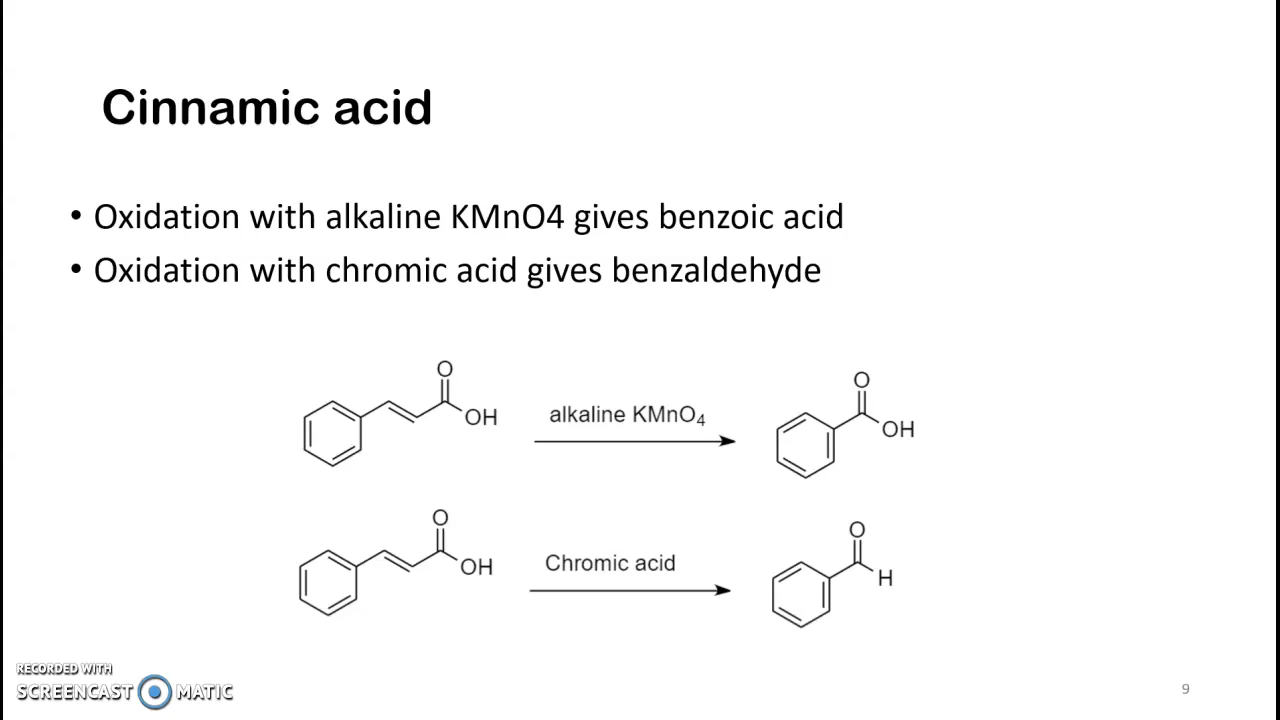 Cinnamic acid
• Oxidation with alkaline KMnO4 gives benzoic acid
• Oxidation with chromic acid gives benzaldehyde
O
OH
alkaline KMnO₄
O
OH
O
OH
Chromic acid
O
H
RECORDED WITH
SCREENCAST MATIC
9